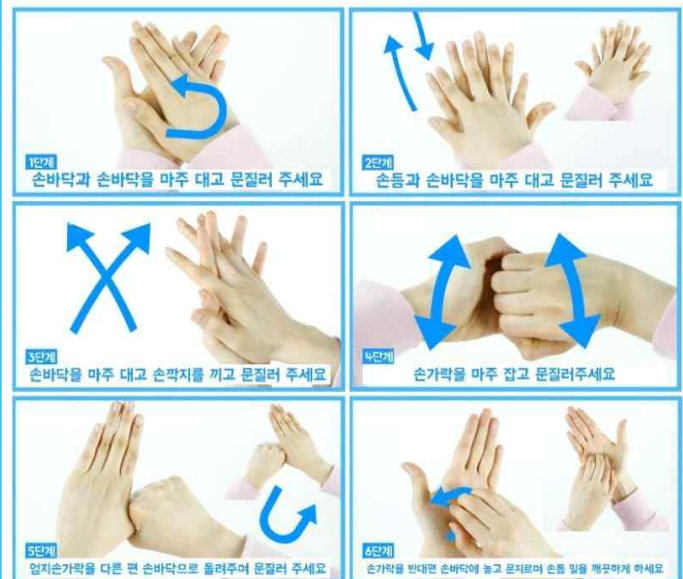 1단계
손바닥과 손바닥을 마주 대고 문질러 주세요
2단계
손등과 손바닥을 마주 대고 문질러 주세요
3단계
손바닥을 마주 대고 손깍지를 끼고 문질러 주세요
4단계
손가락을 마주 잡고 문질러주세요
5단계
엄지손가락을 다른 편 손바닥으로 돌려주며 문질러 주세요
6단계
손가락을 반대편 손바닥에 놓고 문지르며 손톱 밑을 깨끗하게 하세요